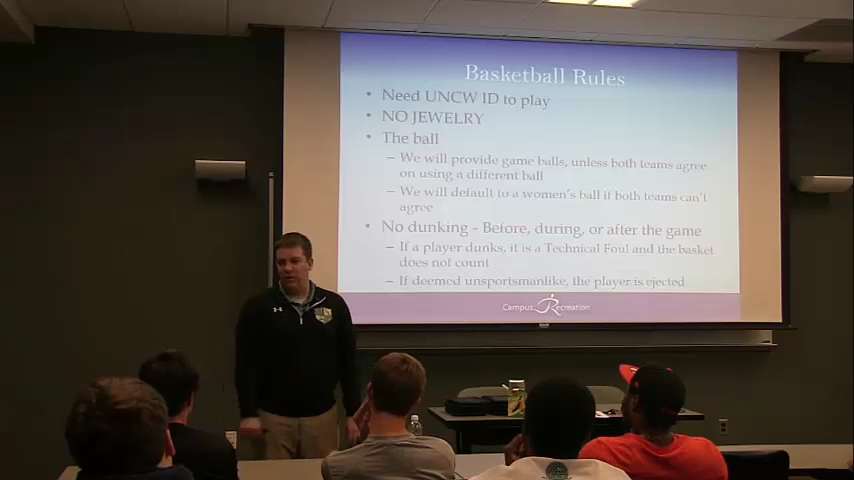 Basketball Rules
• Need UNCW ID to play
• NO JEWELRY
• The ball
– We will provide game balls, unless both teams agree
on using a different ball
– We will default to a women's ball if both teams can't
agree
• No dunking - Before, during, or after the game
– If a player dunks, it is a Technical Foul and the basket
does not count
– If deemed unsportsmanlike, the player is ejected
Campus Recreation